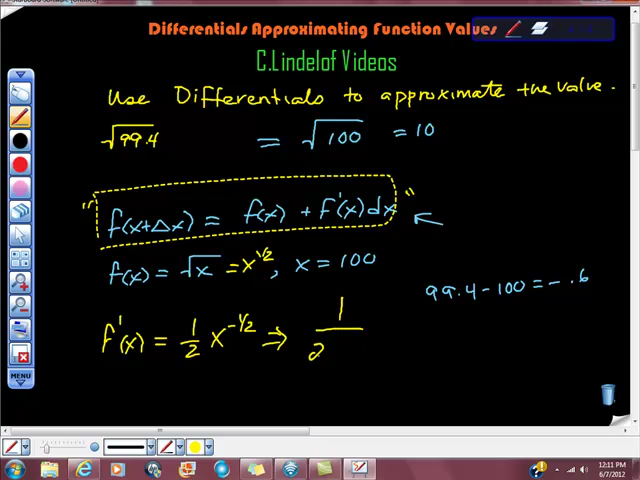 Differentials Approximating Function Values
C.Lindelof Videos
Use Differentials to approximate the value.
√99.4 = √100 = 10
"f(x+Δx) = f(x) + f'(x)dx" ←
f(x) = √x = x^1/2, x = 100
99.4 - 100 = - .6
f'(x) = 1/2 x^-1/2 ⇒ 1/2
MENU
12:11 PM
6/7/2012